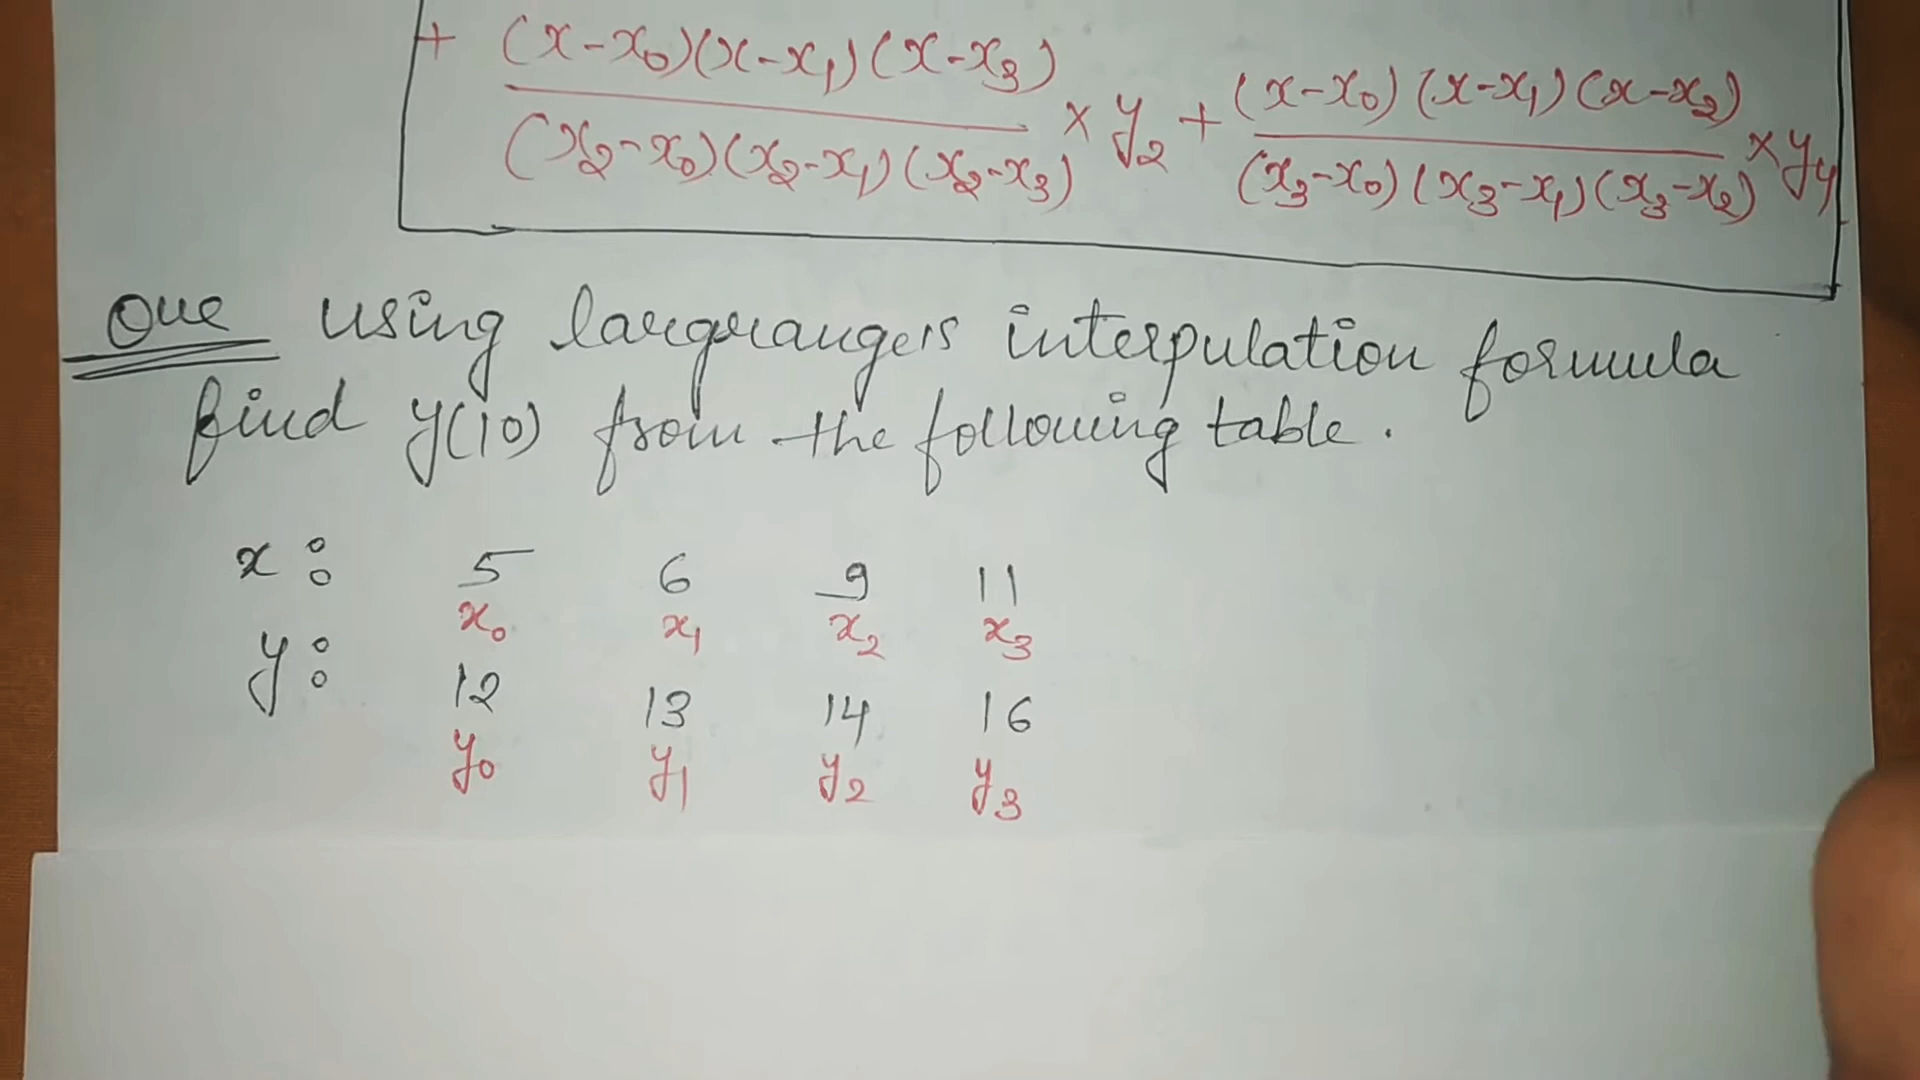 + (x-x₀)(x-x₁)(x-x₃) / (x₂-x₀)(x₂-x₁)(x₂-x₃) × y₂ + (x-x₀)(x-x₁)(x-x₂) / (x₃-x₀)(x₃-x₁)(x₃-x₂) × y₄
Que using largrangers interpulation formula
find y(10) from the following table.
x: 5 6 9 11
x₀ x₁ x₂ x₃
y: 12 13 14 16
y₀ y₁ y₂ y₃